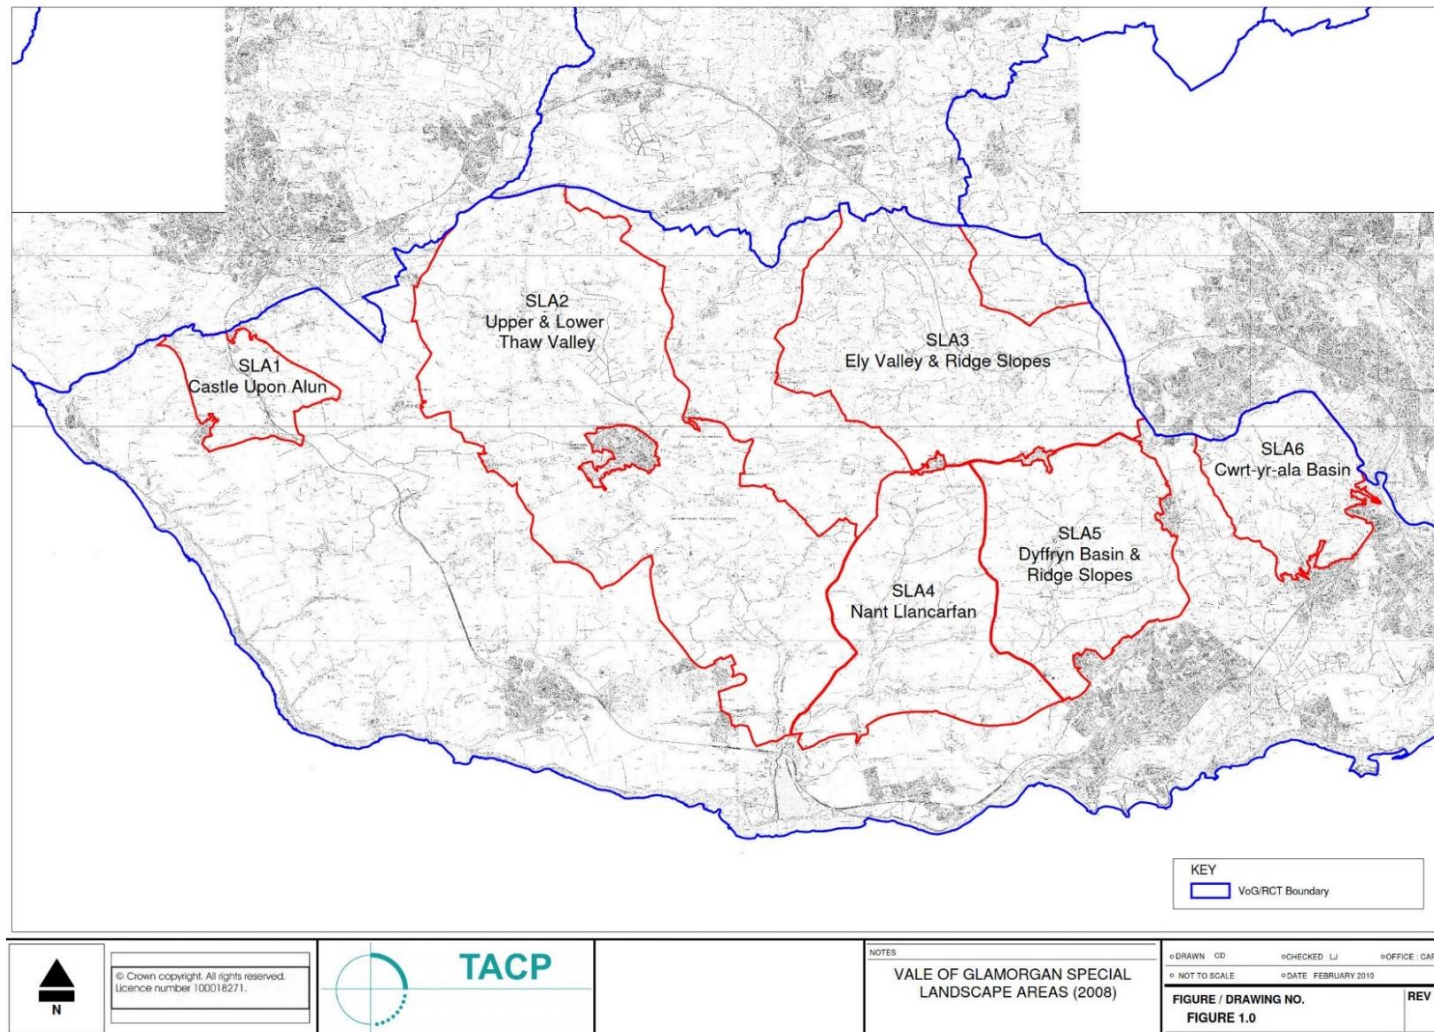 SLA1
Castle Upon Alun
SLA2
Upper & Lower
Thaw Valley
SLA3
Ely Valley & Ridge Slopes
SLA4
Nant Llancarfan
SLA5
Dyffryn Basin &
Ridge Slopes
SLA6
Cwrt-yr-ala Basin
KEY
VoG/RCT Boundary
N
© Crown copyright. All rights reserved.
Licence number 100018271.
TACP
NOTES
VALE OF GLAMORGAN SPECIAL
LANDSCAPE AREAS (2008)
DRAWN CD
CHECKED LJ
OFFICE : CAR
NOT TO SCALE
DATE FEBRUARY 2010
FIGURE / DRAWING NO.
FIGURE 1.0
REV